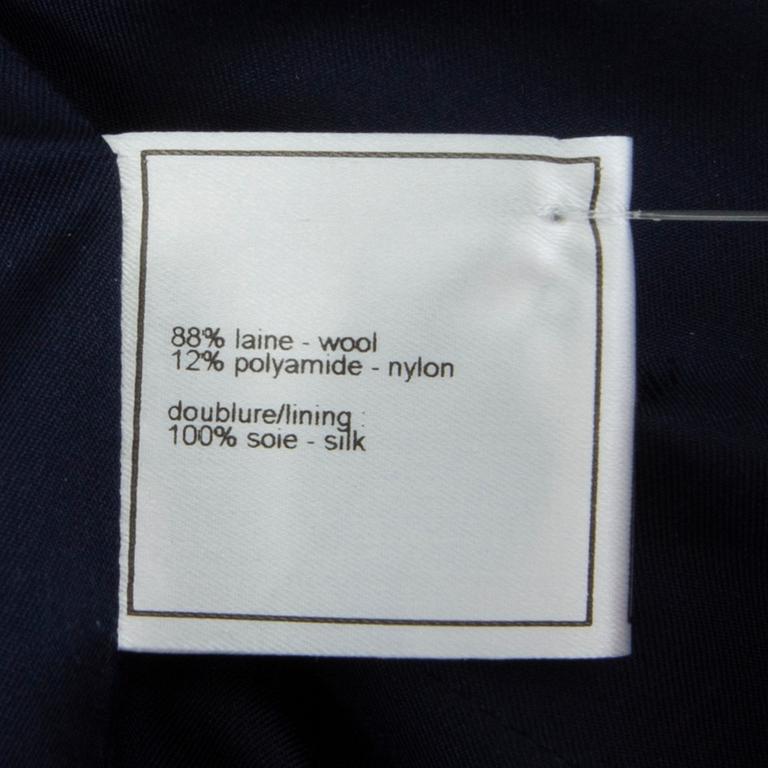 88% laine - wool
12% polyamide - nylon
doublure/lining :
100% soie - silk